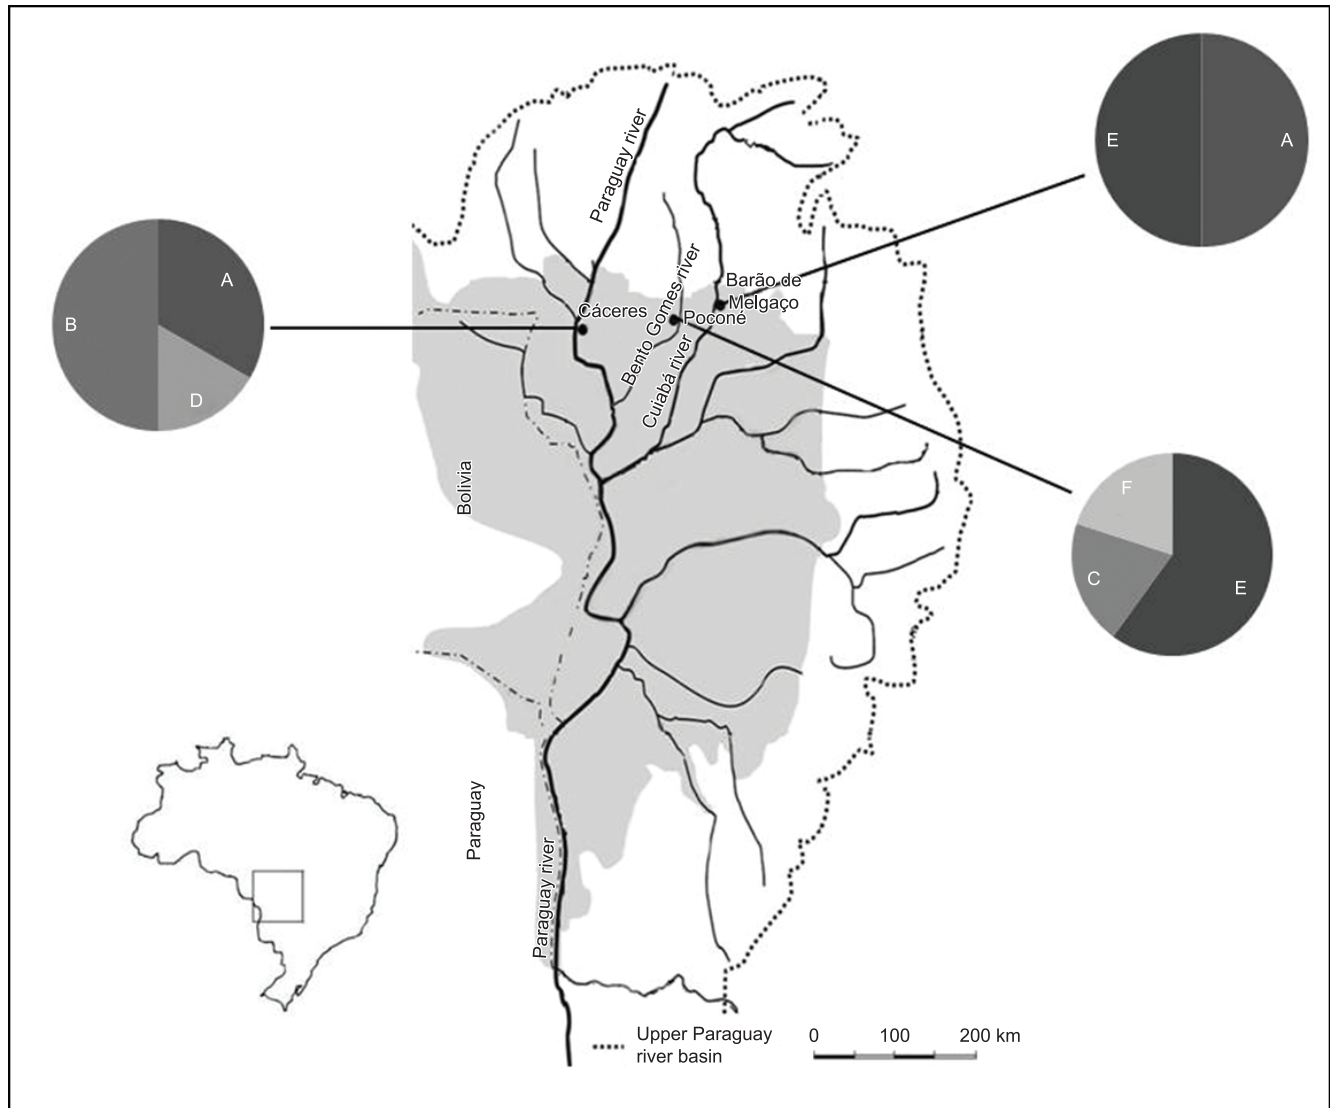 E
A
Paraguay river
B
A
D
Cáceres
Bento Gomes river
Barão de
Melgaço
Poconé
Cuiabá river
Bolivia
F
C
E
Paraguay
Paraguay river
Upper Paraguay
river basin
0 100 200 km